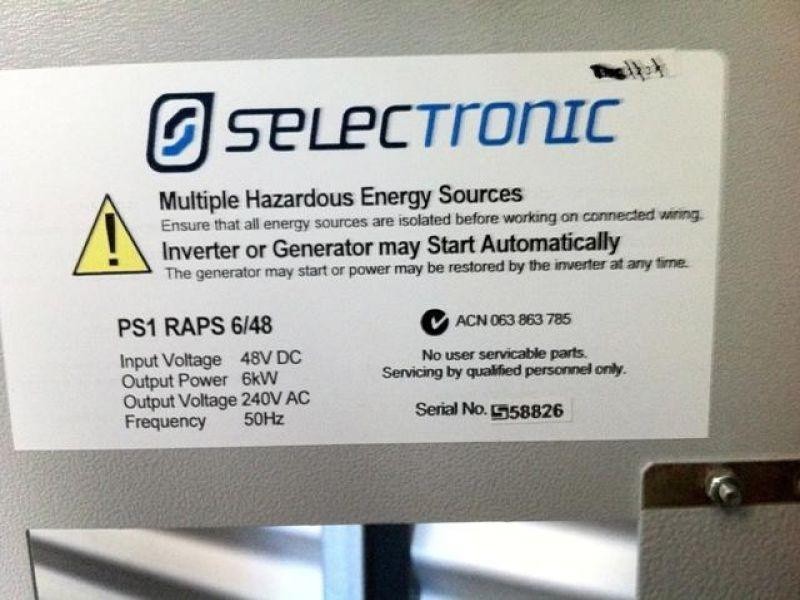 SELECTRONIC
Multiple Hazardous Energy Sources
Ensure that all energy sources are isolated before working on connected wiring.
Inverter or Generator may Start Automatically
The generator may start or power may be restored by the inverter at any time.
PS1 RAPS 6/48
Input Voltage 48V DC
Output Power 6kW
Output Voltage 240V AC
Frequency 50Hz
ACN 063 863 785
No user servicable parts.
Servicing by qualified personnel only.
Serial No. 58826